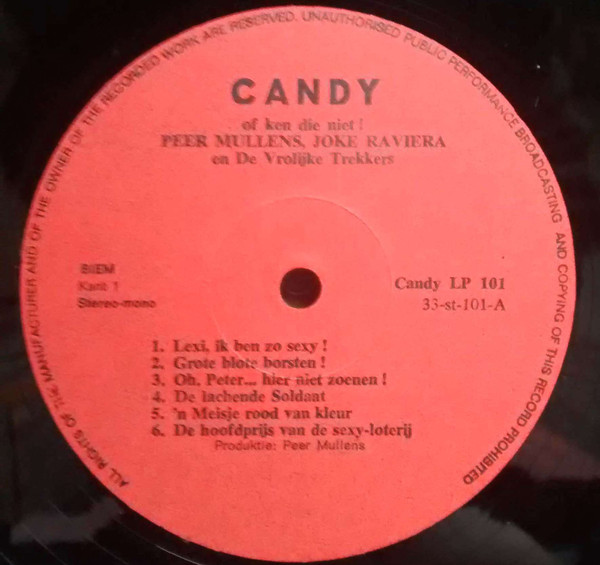 ALL RIGHTS OF THE MANUFACTURER AND OF THE OWNER OF THE RECORDED WORK ARE RESERVED. UNAUTHORISED PUBLIC PERFORMANCE BROADCASTING AND COPYING OF THIS RECORD PROHIBITED
CANDY
of ken die niet !
PEER MULLENS, JOKE RAVIERA
en De Vrolijke Trekkers
BIEM
Kant 1
Stereo-mono
Candy LP 101
33-st-101-A
1. Lexi, ik ben zo sexy !
2. Grote blote borsten !
3. Oh, Peter... hier niet zoenen !
4. De lachende Soldaat
5. 'n Meisje rood van kleur
6. De hoofdprijs van de sexy-loterij
Produktie: Peer Mullens